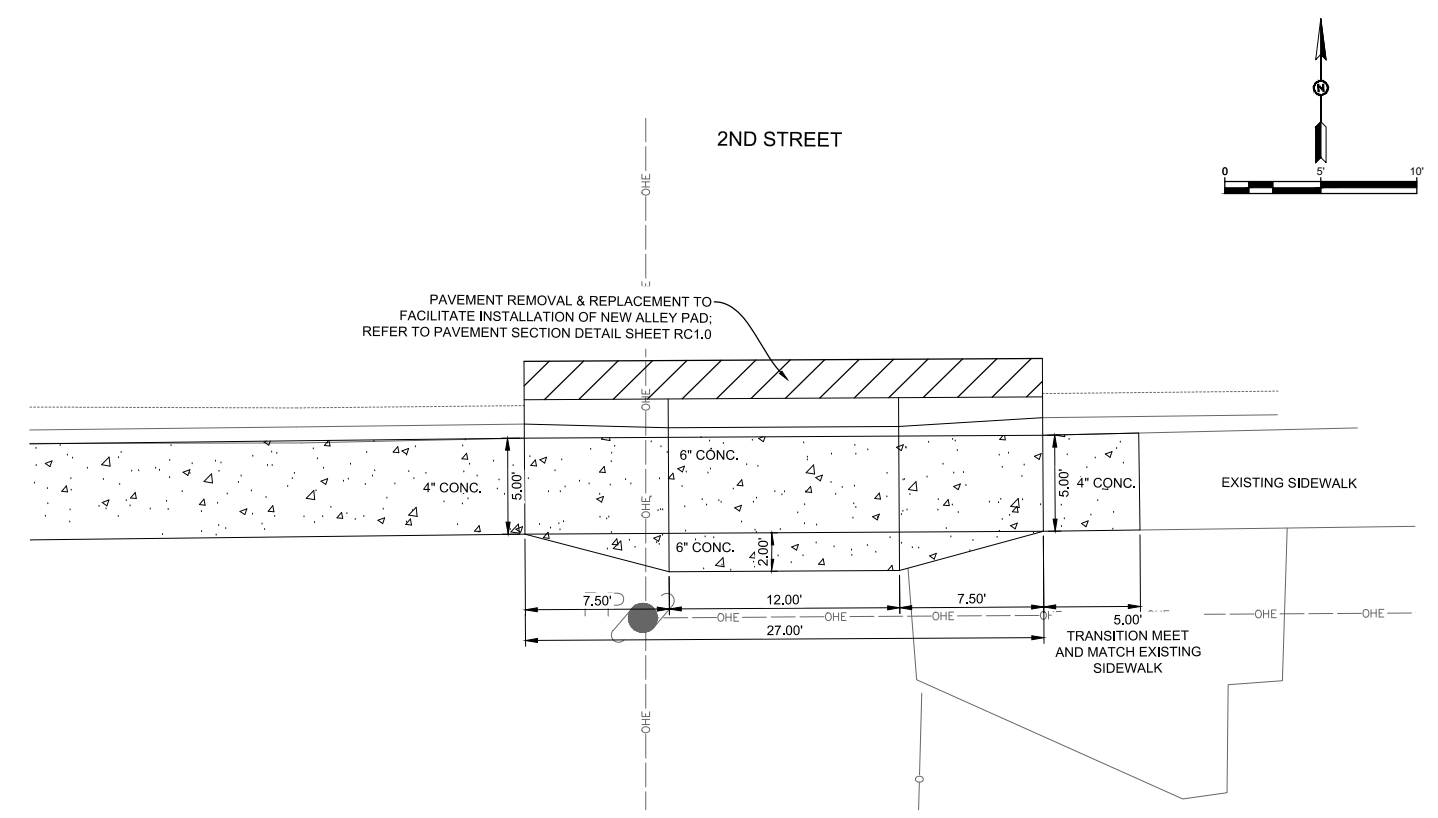 N
2ND STREET
0 5' 10'
OHE
PAVEMENT REMOVAL & REPLACEMENT TO
FACILITATE INSTALLATION OF NEW ALLEY PAD;
REFER TO PAVEMENT SECTION DETAIL SHEET RC1.0
OHE
6" CONC.
4" CONC.
5.00'
5.00'
4" CONC.
EXISTING SIDEWALK
OHE
6" CONC.
2.00'
7.50'
12.00'
7.50'
OHE
OHE
OHE
OHE
OHE
OHE
5.00'
27.00'
TRANSITION MEET
AND MATCH EXISTING
SIDEWALK
OHE